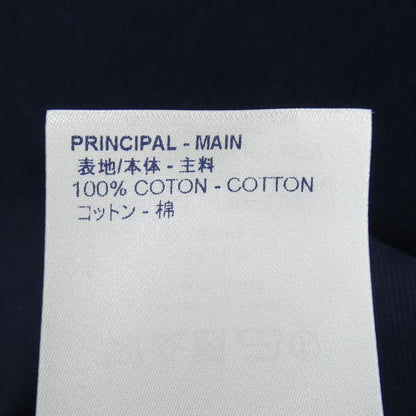 PRINCIPAL - MAIN
表地/本体 - 主料
100% COTON - COTTON
コットン - 棉